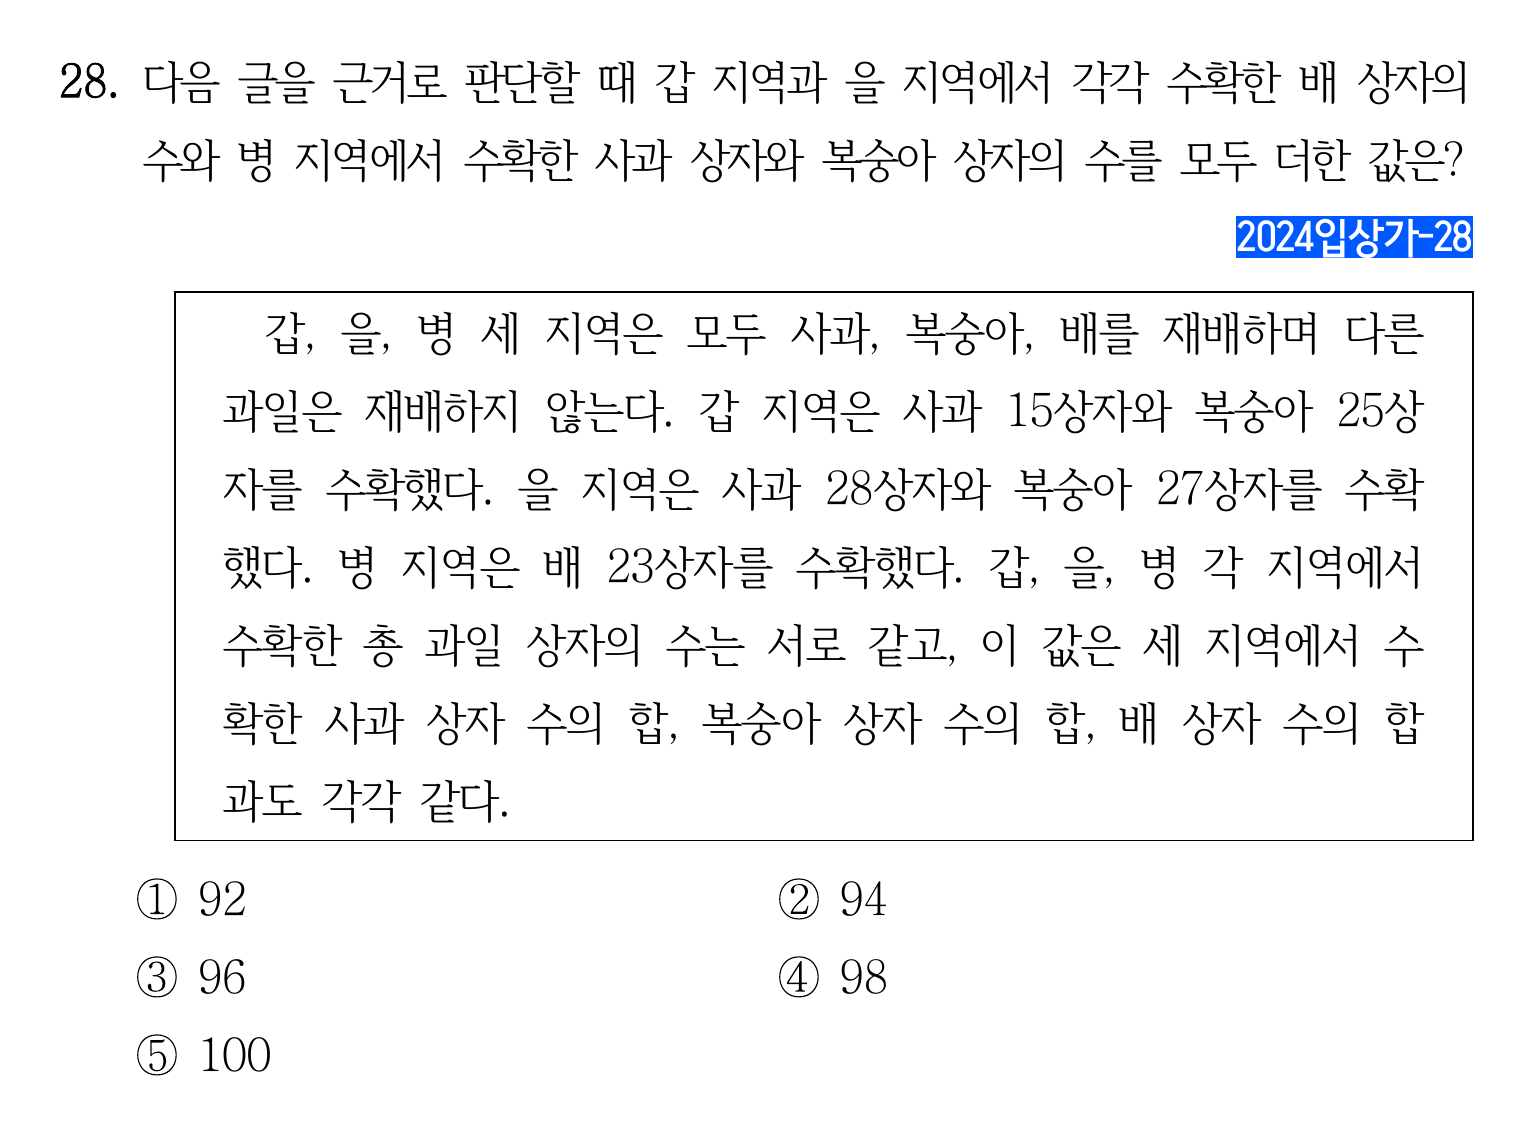 28. 다음 글을 근거로 판단할 때 갑 지역과 을 지역에서 각각 수확한 배 상자의
수와 병 지역에서 수확한 사과 상자와 복숭아 상자의 수를 모두 더한 값은?
2024입상가-28
갑, 을, 병 세 지역은 모두 사과, 복숭아, 배를 재배하며 다른
과일은 재배하지 않는다. 갑 지역은 사과 15상자와 복숭아 25상
자를 수확했다. 을 지역은 사과 28상자와 복숭아 27상자를 수확
했다. 병 지역은 배 23상자를 수확했다. 갑, 을, 병 각 지역에서
수확한 총 과일 상자의 수는 서로 같고, 이 값은 세 지역에서 수
확한 사과 상자 수의 합, 복숭아 상자 수의 합, 배 상자 수의 합
과도 각각 같다.
① 92 ② 94
③ 96 ④ 98
⑤ 100